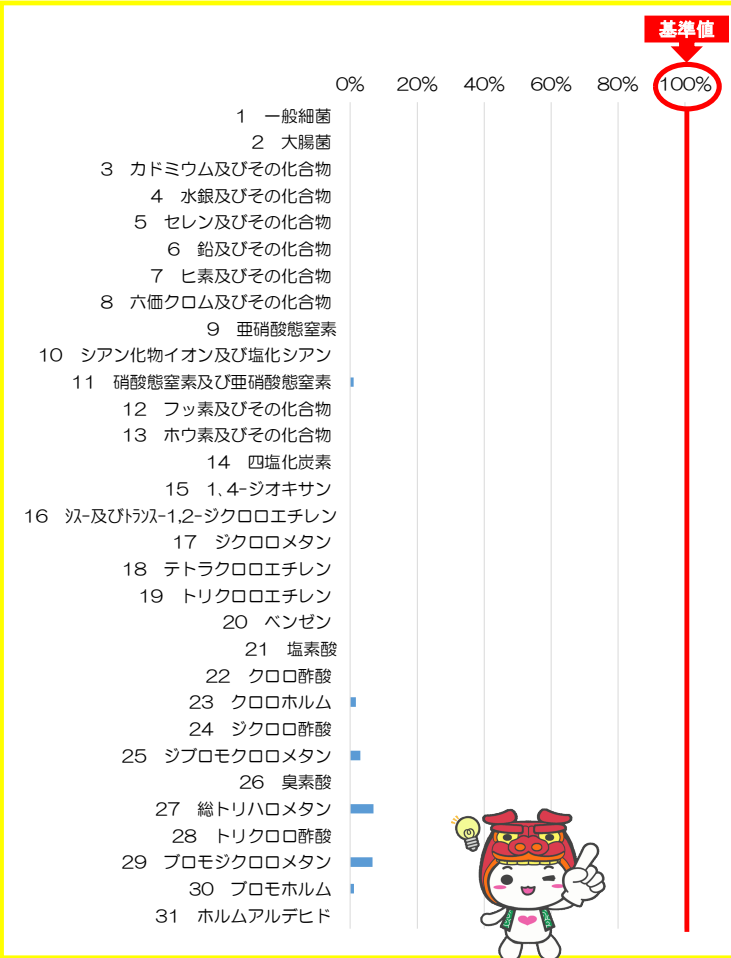 基準値
0% 20% 40% 60% 80% 100%
1 一般細菌
2 大腸菌
3 カドミウム及びその化合物
4 水銀及びその化合物
5 セレン及びその化合物
6 鉛及びその化合物
7 ヒ素及びその化合物
8 六価クロム及びその化合物
9 亜硝酸態窒素
10 シアン化物イオン及び塩化シアン
11 硝酸態窒素及び亜硝酸態窒素
12 フッ素及びその化合物
13 ホウ素及びその化合物
14 四塩化炭素
15 1、4-ジオキサン
16 ｼｽ-及びﾄﾗﾝｽ-1,2-ジクロロエチレン
17 ジクロロメタン
18 テトラクロロエチレン
19 トリクロロエチレン
20 ベンゼン
21 塩素酸
22 クロロ酢酸
23 クロロホルム
24 ジクロロ酢酸
25 ジブロモクロロメタン
26 臭素酸
27 総トリハロメタン
28 トリクロロ酢酸
29 ブロモジクロロメタン
30 ブロモホルム
31 ホルムアルデヒド